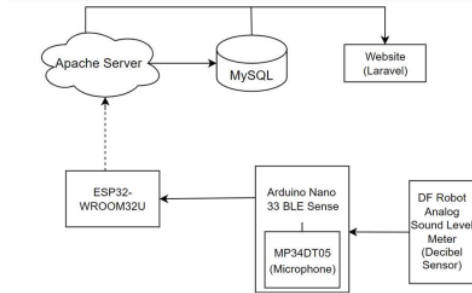 Apache Server
MySQL
Website
(Laravel)
ESP32-
WROOM32U
Arduino Nano
33 BLE Sense
MP34DT05
(Microphone)
DF Robot
Analog
Sound Level
Meter
(Decibel
Sensor)